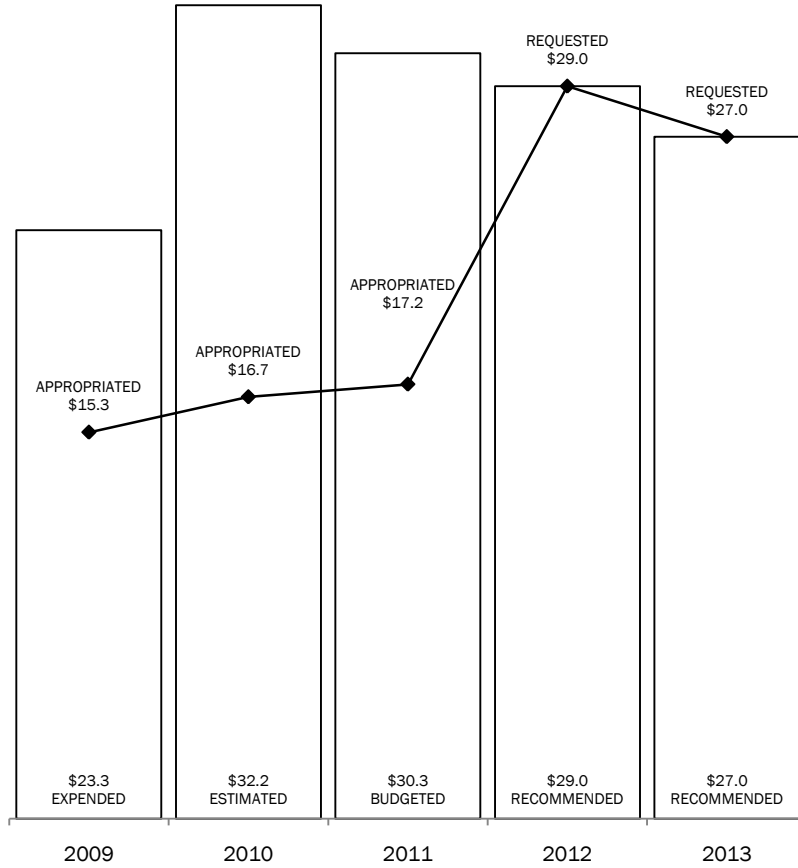 REQUESTED
$29.0
REQUESTED
$27.0
APPROPRIATED
$17.2
APPROPRIATED
$16.7
APPROPRIATED
$15.3
$23.3
EXPENDED
$32.2
ESTIMATED
$30.3
BUDGETED
$29.0
RECOMMENDED
$27.0
RECOMMENDED
2009
2010
2011
2012
2013